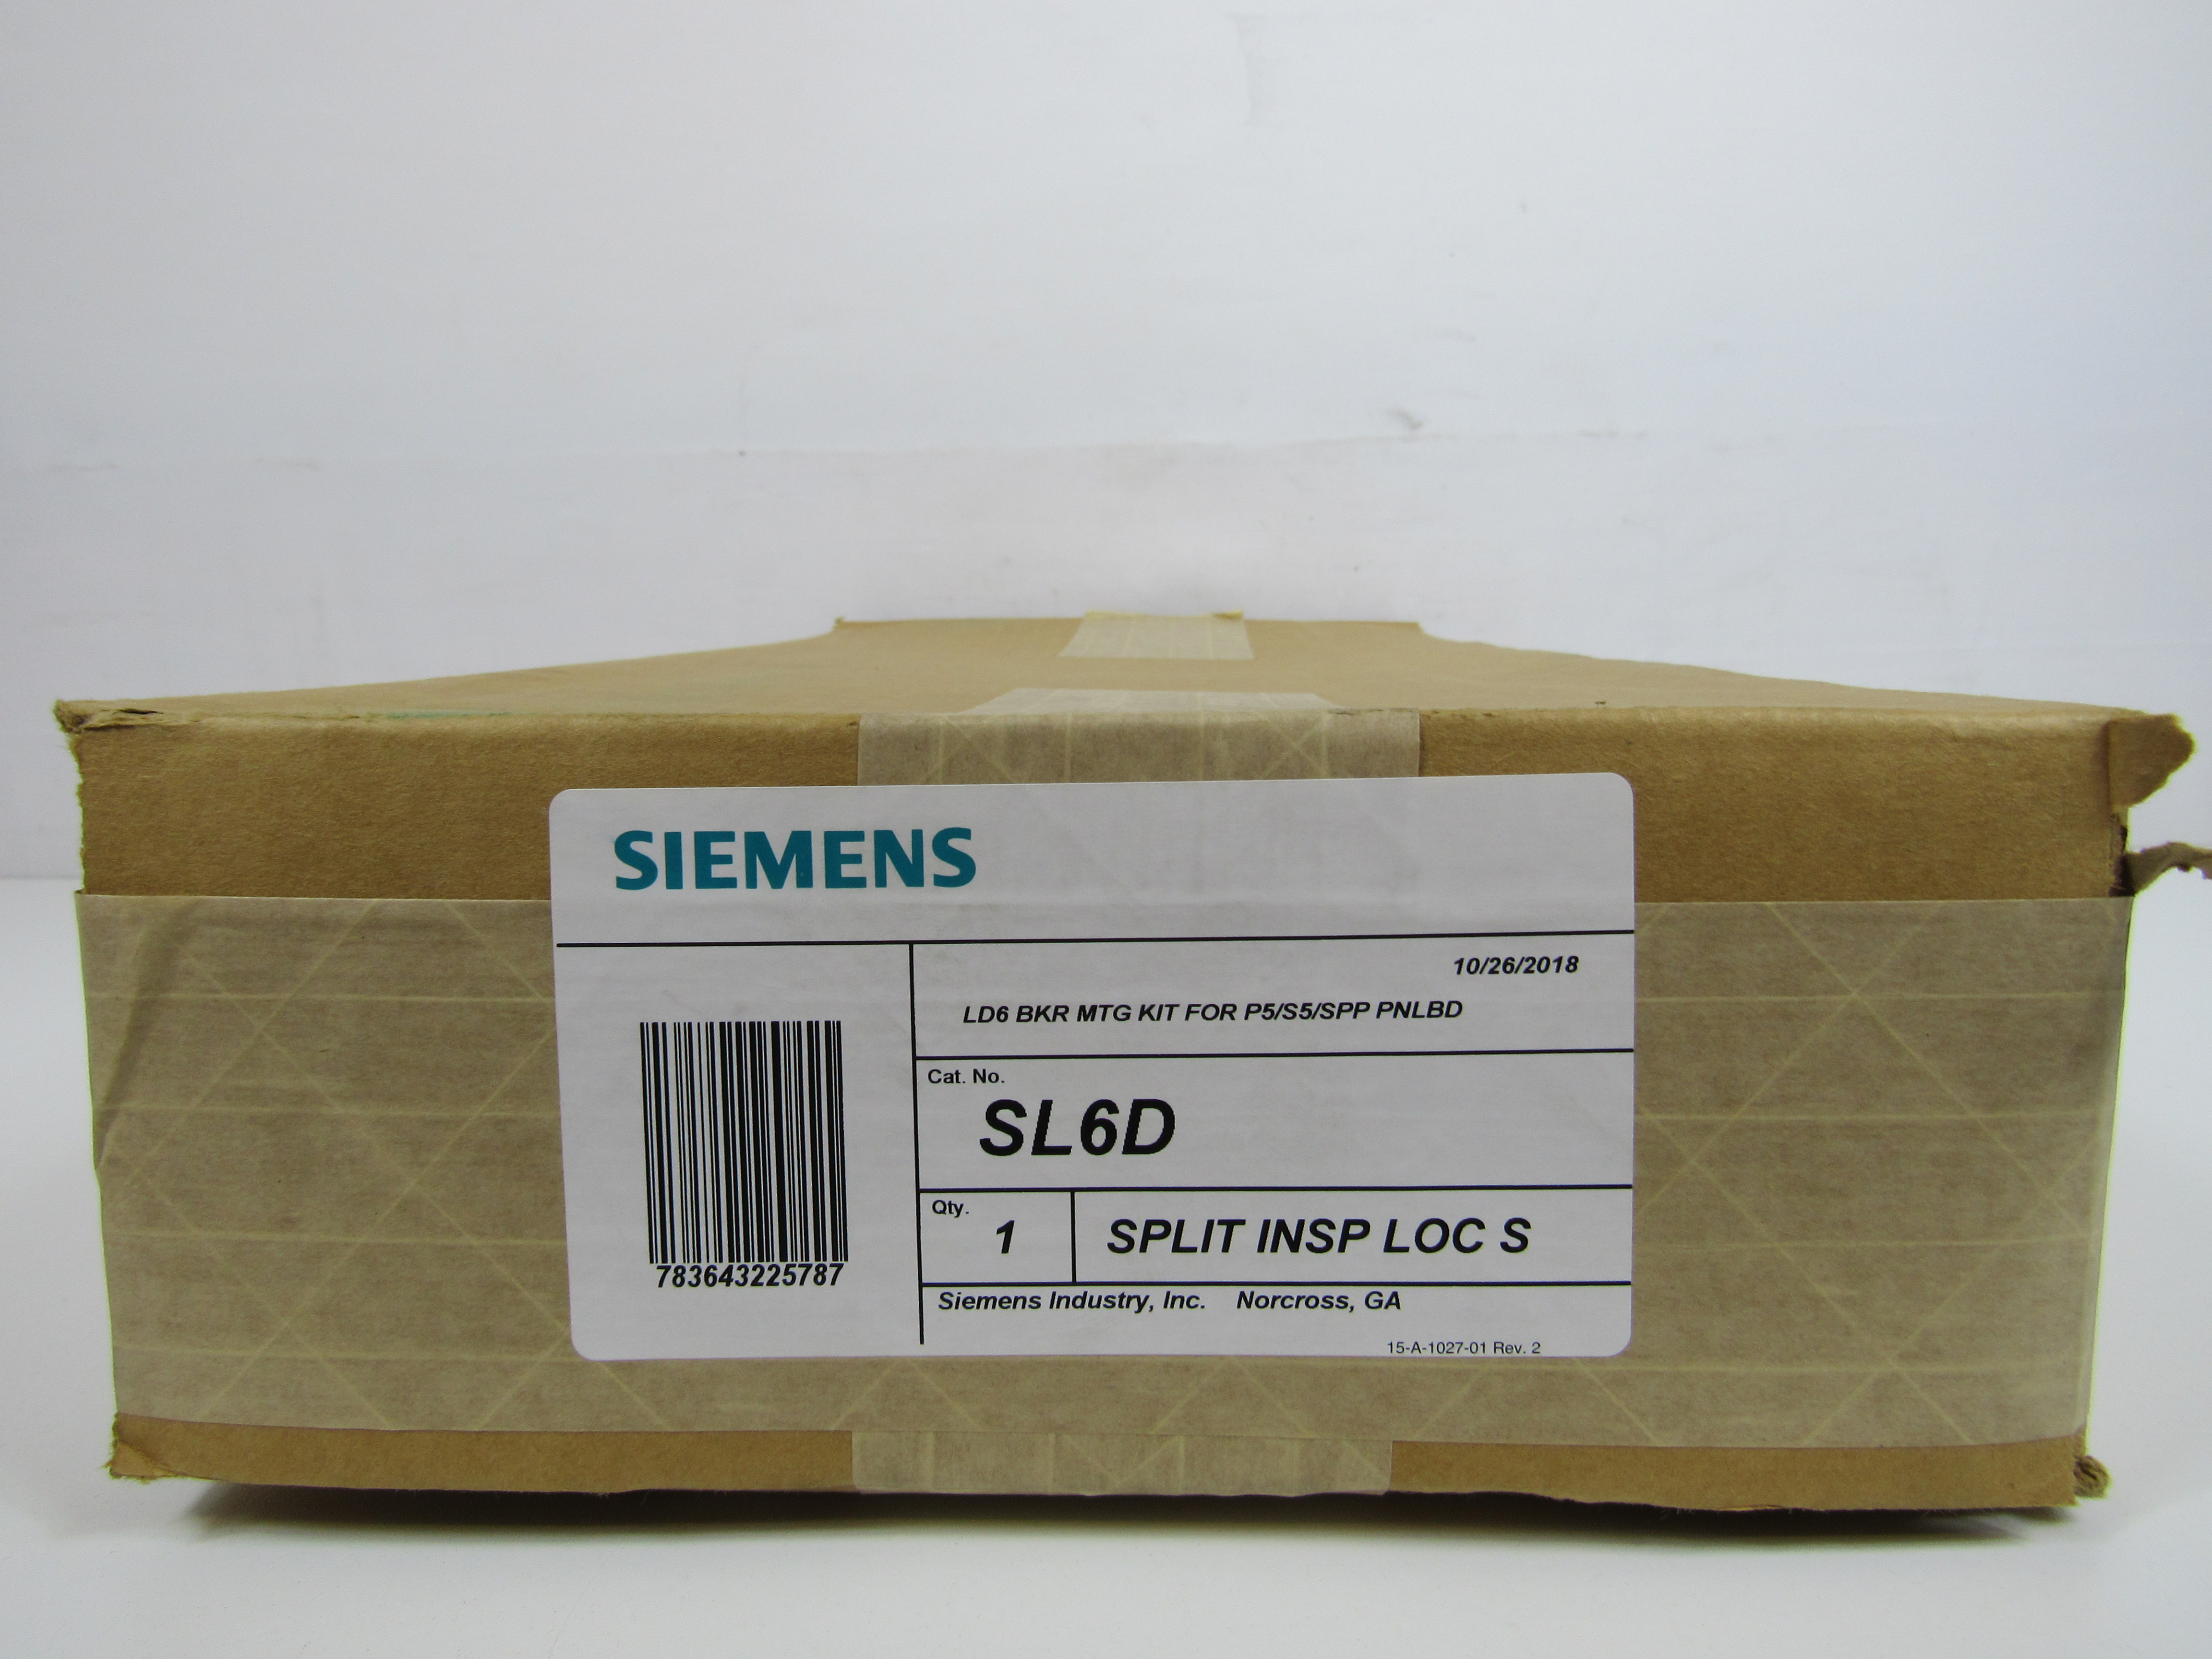 SIEMENS
10/26/2018
LD6 BKR MTG KIT FOR P5/S5/SPP PNLBD
Cat. No.
SL6D
Qty.
1
SPLIT INSP LOC S
783643225787
Siemens Industry, Inc. Norcross, GA
15-A-1027-01 Rev. 2